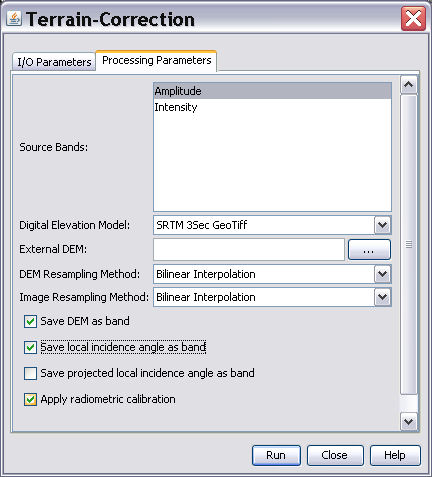 Terrain-Correction
I/O Parameters
Processing Parameters
Source Bands:
Amplitude
Intensity
Digital Elevation Model:
SRTM 3Sec GeoTiff
External DEM:
...
DEM Resampling Method:
Bilinear Interpolation
Image Resampling Method:
Bilinear Interpolation
Save DEM as band
Save local incidence angle as band
Save projected local incidence angle as band
Apply radiometric calibration
Run
Close
Help